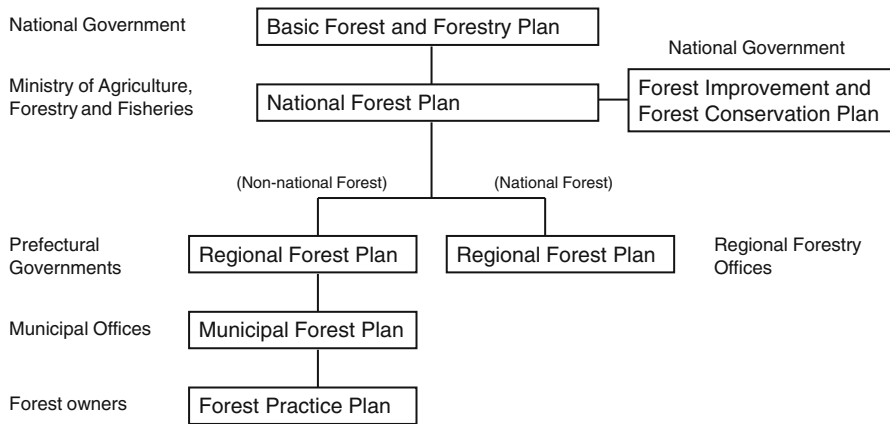 National Government
Basic Forest and Forestry Plan
National Government
Ministry of Agriculture,
Forestry and Fisheries
National Forest Plan
Forest Improvement and
Forest Conservation Plan
(Non-national Forest)
(National Forest)
Prefectural
Governments
Regional Forest Plan
Regional Forest Plan
Regional Forestry
Offices
Municipal Offices
Municipal Forest Plan
Forest owners
Forest Practice Plan